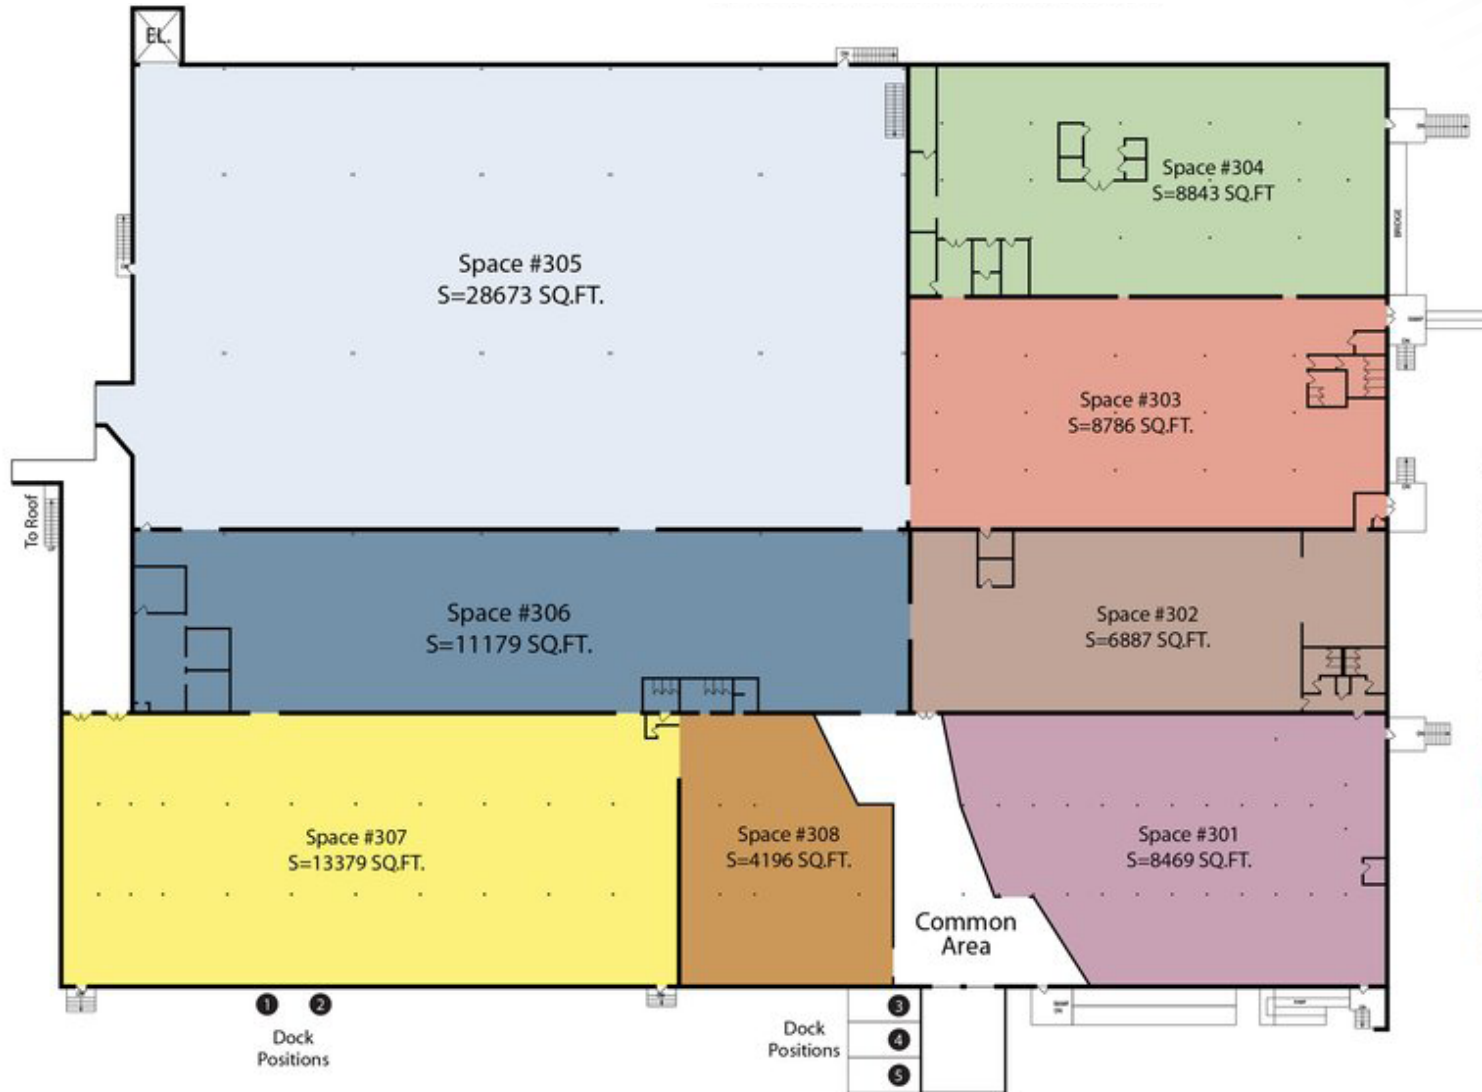 EL.
Space #304
S=8843 SQ.FT
BRIDGE
Space #305
S=28673 SQ.FT.
Space #303
S=8786 SQ.FT.
To Roof
Space #306
S=11179 SQ.FT.
Space #302
S=6887 SQ.FT.
Space #307
S=13379 SQ.FT.
Space #308
S=4196 SQ.FT.
Space #301
S=8469 SQ.FT.
Common
Area
1 2
Dock
Positions
3
Dock
Positions
4
5